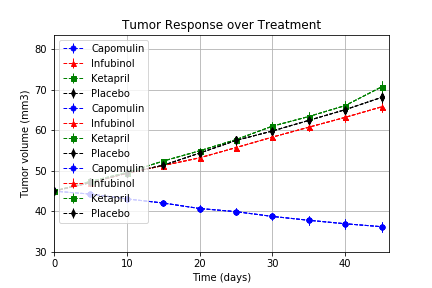 Tumor Response over Treatment
Tumor volume (mm3)
80
70
60
50
40
30
Capomulin
Infubinol
Ketapril
Placebo
Capomulin
Infubinol
Ketapril
Placebo
Capomulin
Infubinol
Ketapril
Placebo
0 10 20 30 40
Time (days)